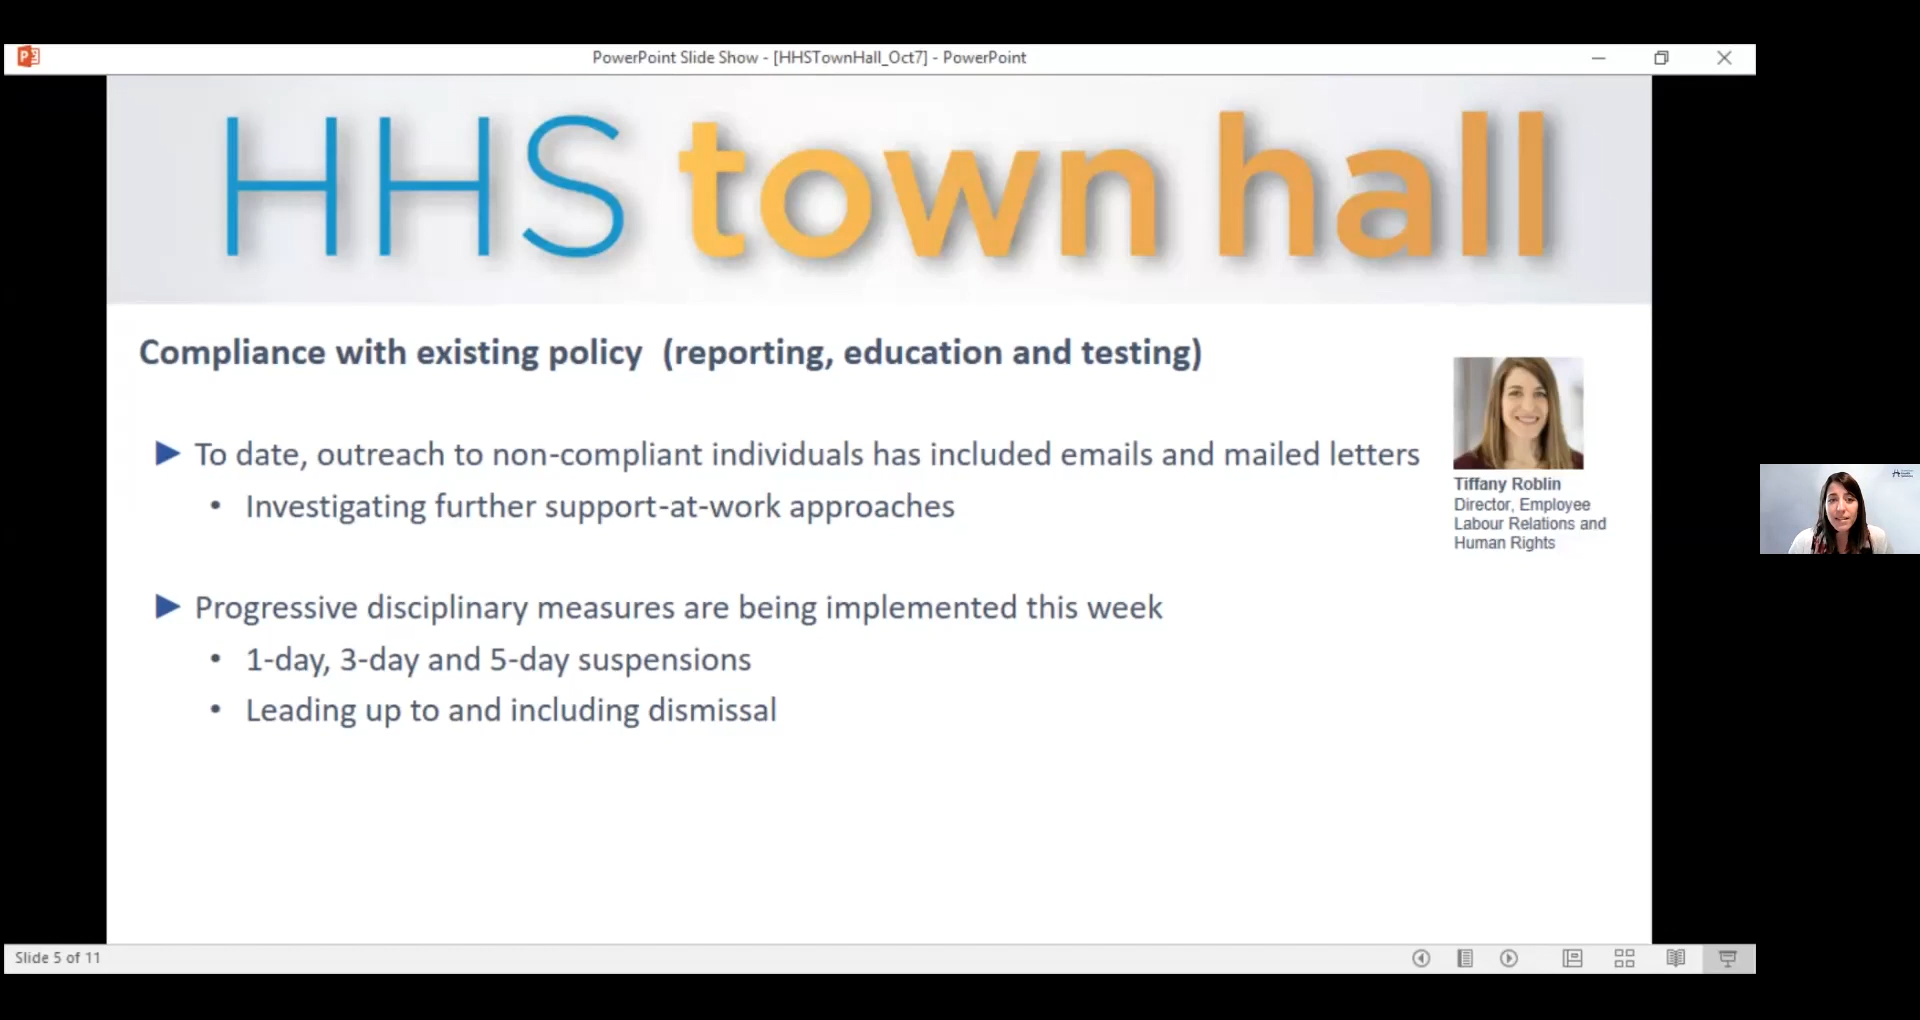 PowerPoint Slide Show - [HHSTownHall_Oct7] - PowerPoint
HHS town hall
Compliance with existing policy (reporting, education and testing)
► To date, outreach to non-compliant individuals has included emails and mailed letters
• Investigating further support-at-work approaches
► Progressive disciplinary measures are being implemented this week
• 1-day, 3-day and 5-day suspensions
• Leading up to and including dismissal
Tiffany Roblin
Director, Employee
Labour Relations and
Human Rights
Slide 5 of 11